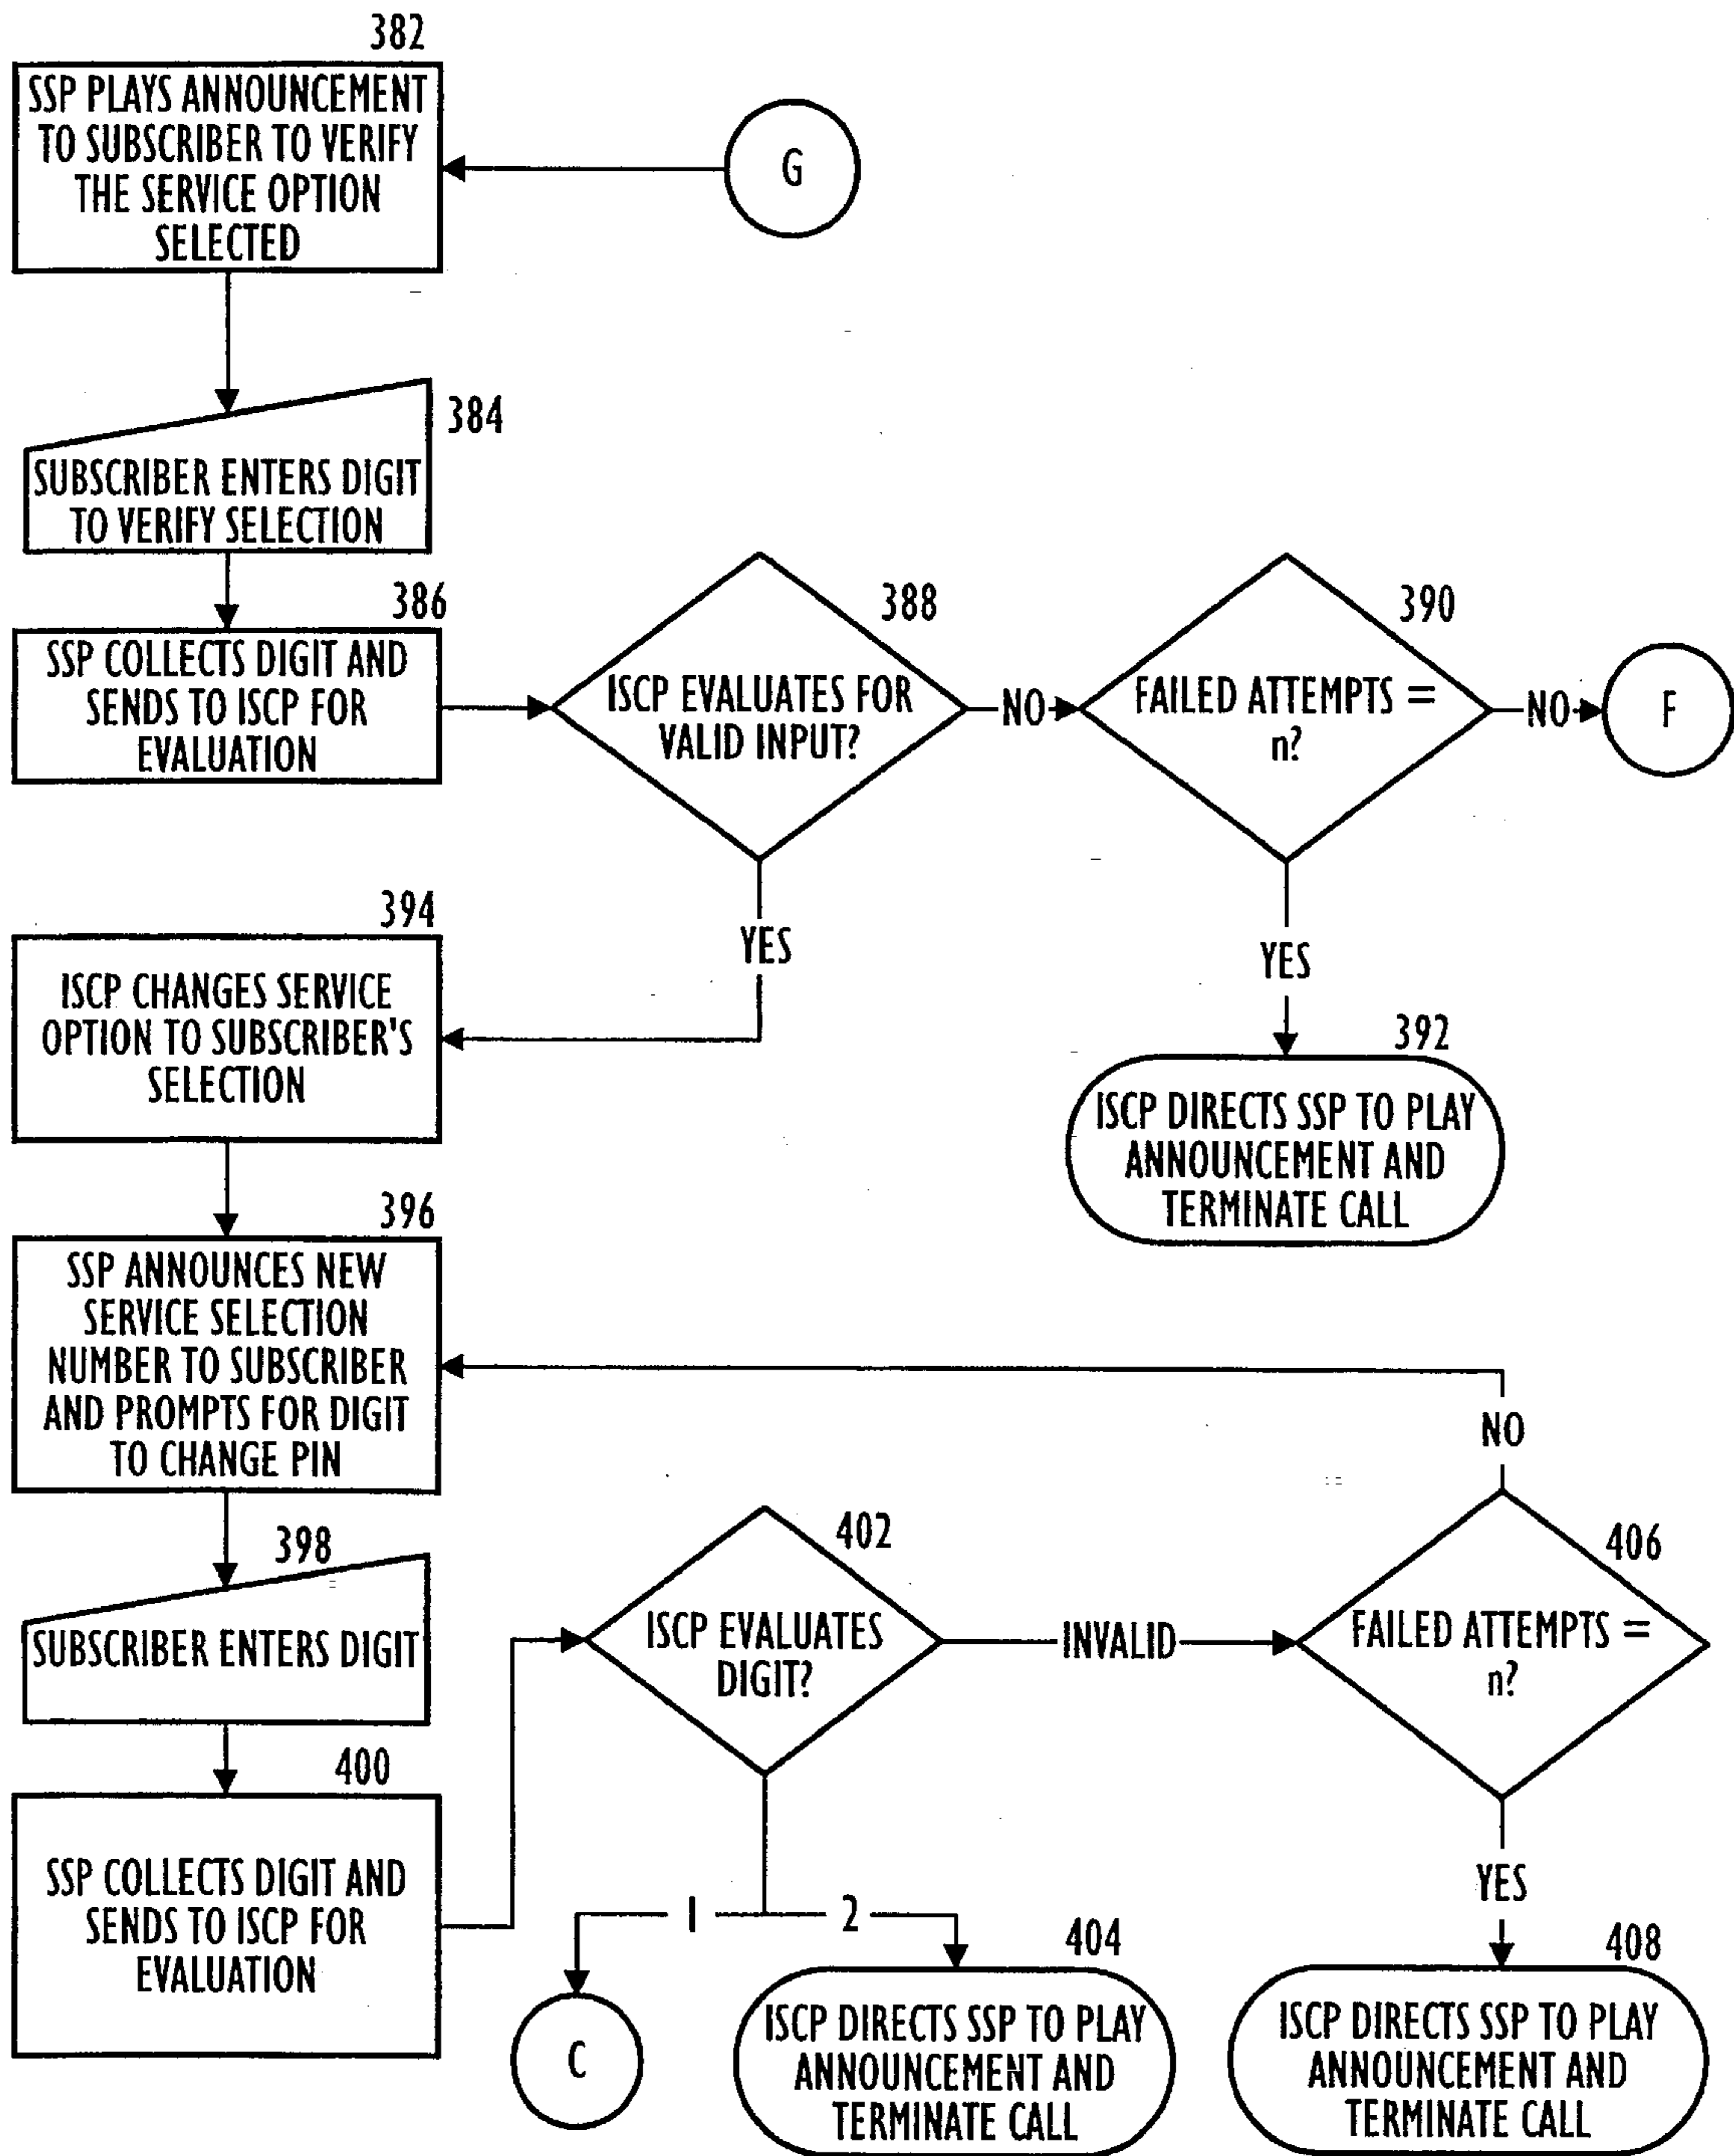 382
SSP PLAYS ANNOUNCEMENT
TO SUBSCRIBER TO VERIFY
THE SERVICE OPTION
SELECTED
G
384
SUBSCRIBER ENTERS DIGIT
TO VERIFY SELECTION
386
SSP COLLECTS DIGIT AND
SENDS TO ISCP FOR
EVALUATION
388
ISCP EVALUATES FOR
VALID INPUT?
NO
390
FAILED ATTEMPTS =
n?
NO
F
YES
YES
392
ISCP DIRECTS SSP TO PLAY
ANNOUNCEMENT AND
TERMINATE CALL
394
ISCP CHANGES SERVICE
OPTION TO SUBSCRIBER'S
SELECTION
396
SSP ANNOUNCES NEW
SERVICE SELECTION
NUMBER TO SUBSCRIBER
AND PROMPTS FOR DIGIT
TO CHANGE PIN
398
SUBSCRIBER ENTERS DIGIT
400
SSP COLLECTS DIGIT AND
SENDS TO ISCP FOR
EVALUATION
402
ISCP EVALUATES
DIGIT?
INVALID
406
FAILED ATTEMPTS =
n?
NO
YES
1
2
C
404
ISCP DIRECTS SSP TO PLAY
ANNOUNCEMENT AND
TERMINATE CALL
408
ISCP DIRECTS SSP TO PLAY
ANNOUNCEMENT AND
TERMINATE CALL